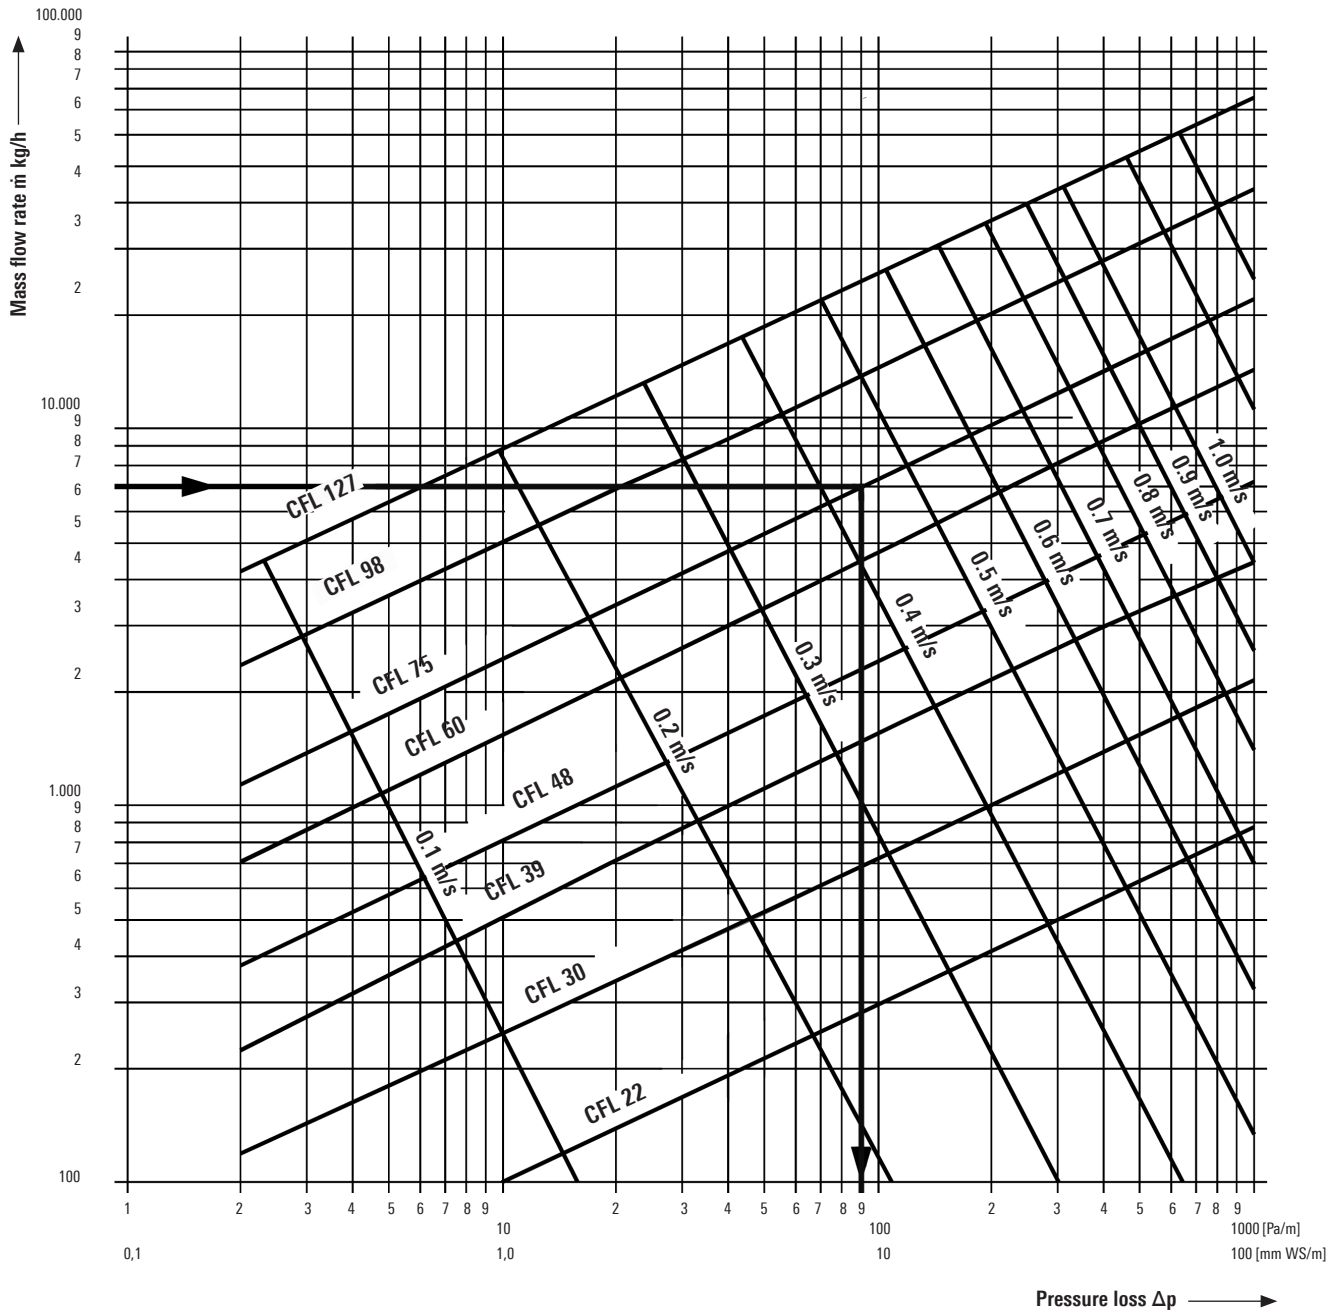 100.000
9
8
7
6
5
4
3
2
10.000
9
8
7
6
5
4
3
2
1.000
9
8
7
6
5
4
3
2
100
Mass flow rate ṁ kg/h
CFL 127
CFL 98
CFL 75
CFL 60
CFL 48
CFL 39
CFL 30
CFL 22
0.1 m/s
0.2 m/s
0.3 m/s
0.4 m/s
0.5 m/s
0.6 m/s
0.7 m/s
0.8 m/s
0.9 m/s
1.0 m/s
1 2 3 4 5 6 7 8 9 2 3 4 5 6 7 8 9 2 3 4 5 6 7 8 9
10 100 1000 [Pa/m]
0,1 1,0 10 100 [mm WS/m]
Pressure loss Δp